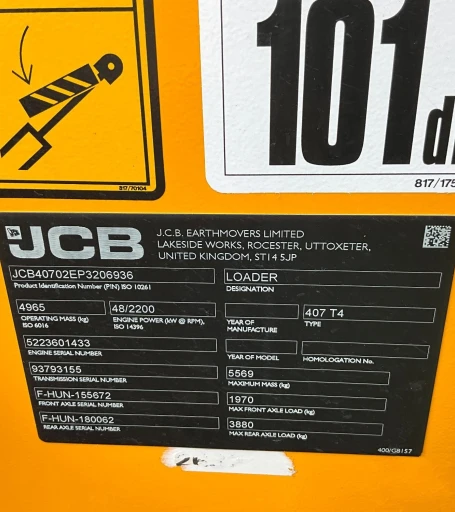 817/70104
101
d
817/175
JCB
J.C.B. EARTHMOVERS LIMITED
LAKESIDE WORKS, ROCESTER, UTTOXETER,
UNITED KINGDOM, ST14 5JP
JCB40702EP3206936
Product Identification Number (PIN) ISO 10261
LOADER
DESIGNATION
4965
OPERATING MASS (kg)
ISO 6016
48/2200
ENGINE POWER (kW @ RPM),
ISO 14396
YEAR OF
MANUFACTURE
407 T4
TYPE
5223601433
ENGINE SERIAL NUMBER
YEAR OF MODEL
HOMOLOGATION No.
93793155
TRANSMISSION SERIAL NUMBER
5569
MAXIMUM MASS (kg)
F-HUN-155672
FRONT AXLE SERIAL NUMBER
1970
MAX FRONT AXLE LOAD (kg)
F-HUN-180062
REAR AXLE SERIAL NUMBER
3880
MAX REAR AXLE LOAD (kg)
400/G8157